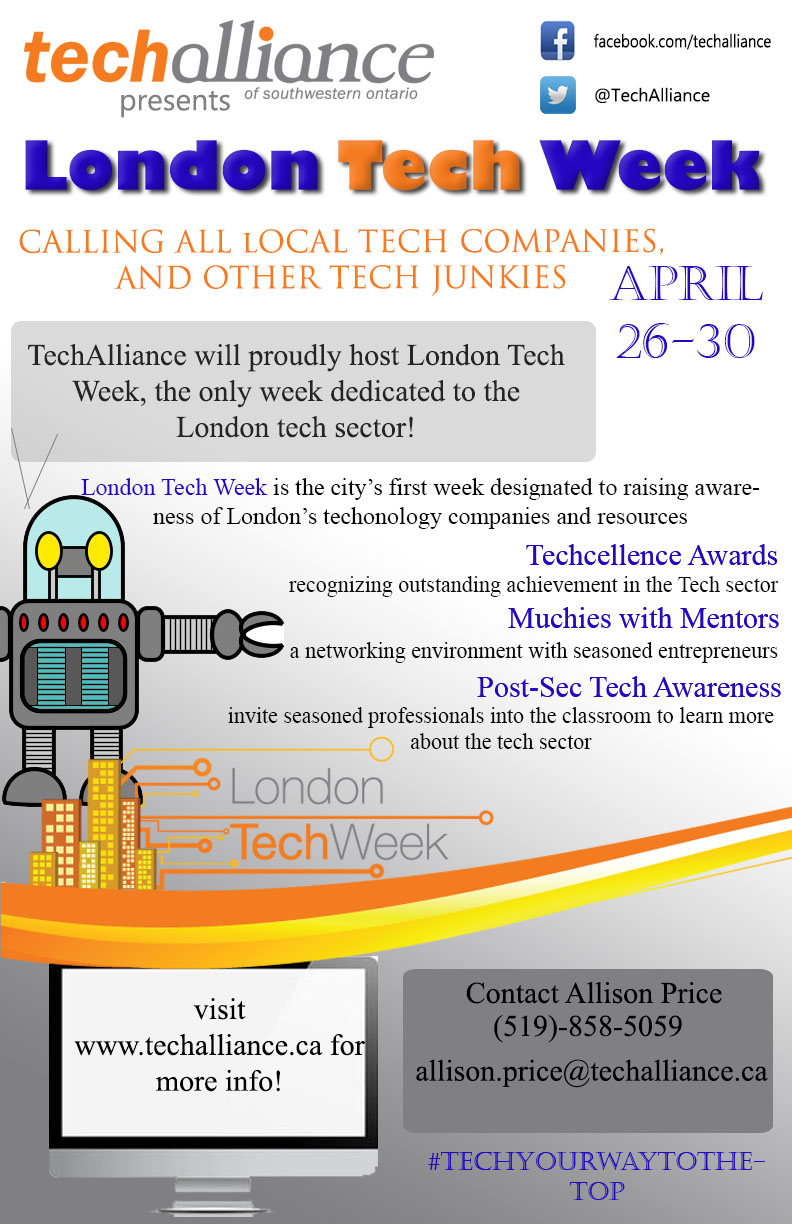 techalliance
presents of southwestern ontario
facebook.com/techalliance
@TechAlliance
London Tech Week
CALLING ALL LOCAL TECH COMPANIES,
AND OTHER TECH JUNKIES
APRIL
26-30
TechAlliance will proudly host London Tech
Week, the only week dedicated to the
London tech sector!
London Tech Week is the city's first week designated to raising aware-
ness of London's techonology companies and resources
Techcellence Awards
recognizing outstanding achievement in the Tech sector
Muchies with Mentors
a networking environment with seasoned entrepreneurs
Post-Sec Tech Awareness
invite seasoned professionals into the classroom to learn more
about the tech sector
London
TechWeek
visit
www.techalliance.ca for
more info!
Contact Allison Price
(519)-858-5059
allison.price@techalliance.ca
#TECHYOURWAYTOTHE-
TOP